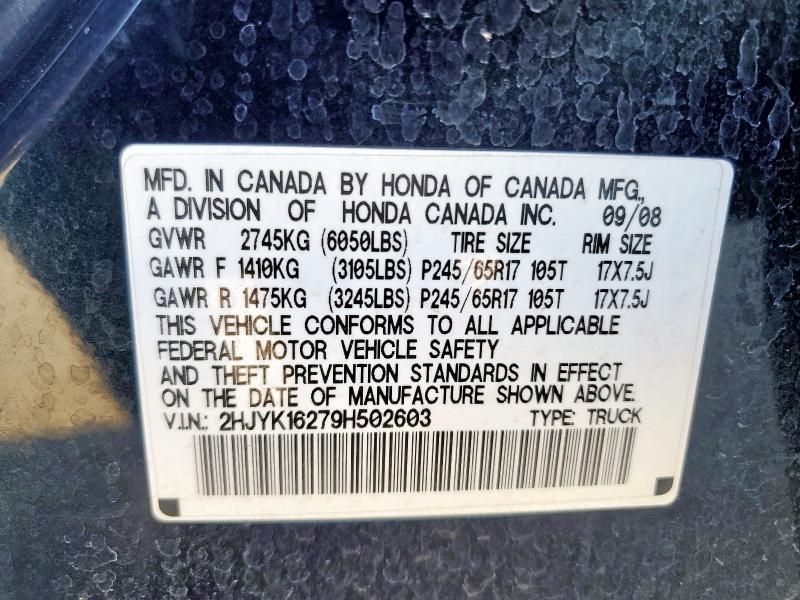 MFD. IN CANADA BY HONDA OF CANADA MFG.,
A DIVISION OF HONDA CANADA INC. 09/08
GVWR 2745KG (6050LBS) TIRE SIZE RIM SIZE
GAWR F 1410KG (3105LBS) P245/65R17 105T 17X7.5J
GAWR R 1475KG (3245LBS) P245/65R17 105T 17X7.5J
THIS VEHICLE CONFORMS TO ALL APPLICABLE
FEDERAL MOTOR VEHICLE SAFETY
AND THEFT PREVENTION STANDARDS IN EFFECT
ON THE DATE OF MANUFACTURE SHOWN ABOVE.
V.I.N.: 2HJYK16279H502603 TYPE: TRUCK